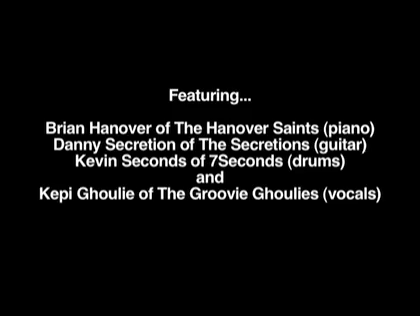 Featuring...
Brian Hanover of The Hanover Saints (piano)
Danny Secretion of The Secretions (guitar)
Kevin Seconds of 7Seconds (drums)
and
Kepi Ghoulie of The Groovie Ghoulies (vocals)